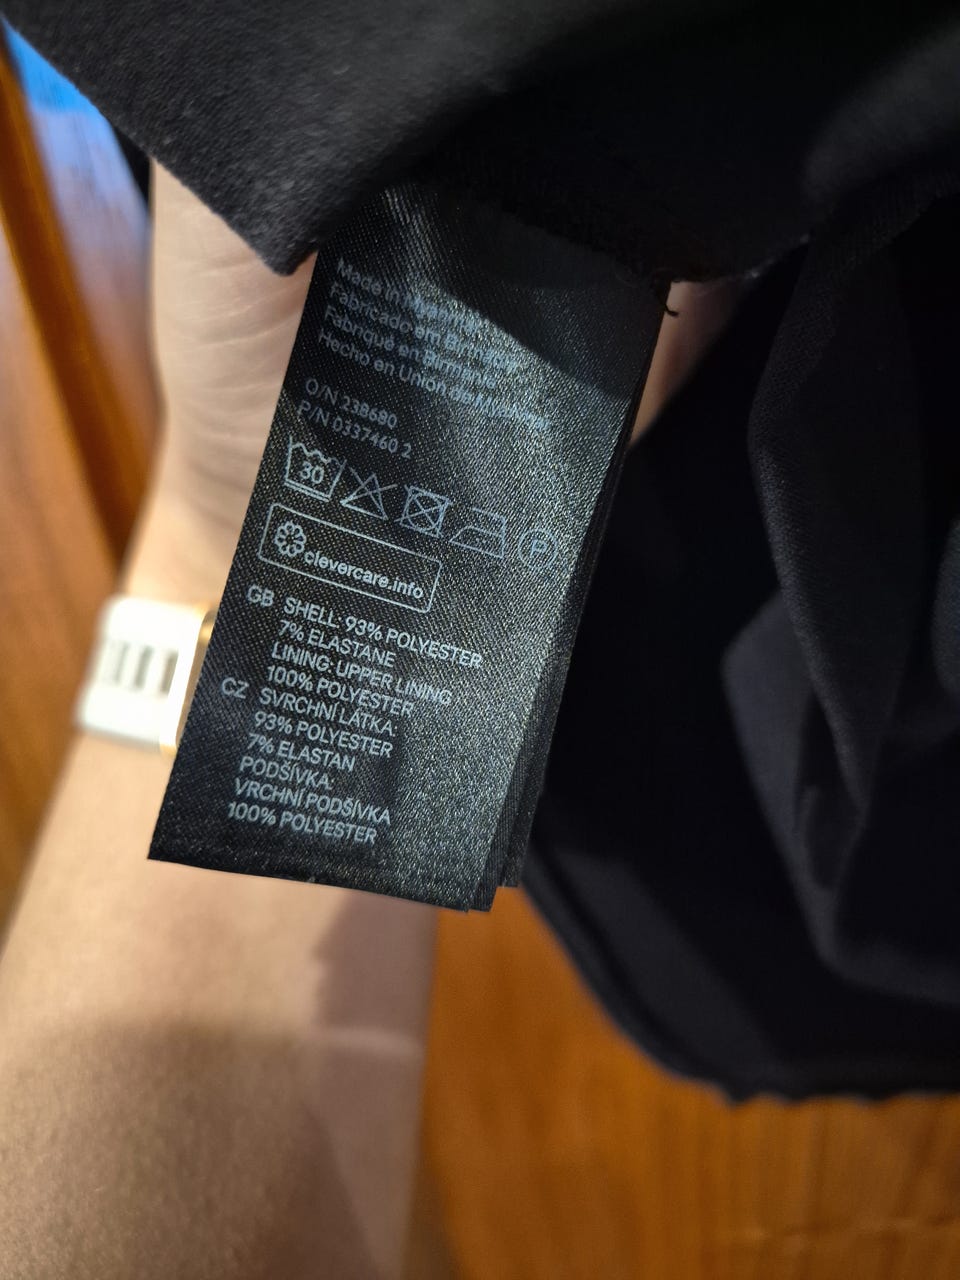 Made in Myanmar
Fabricado em Birmânia
Fabriqué en Birmanie
Hecho en Unión de Myanmar
O/N 238680
P/N D337460 2
30
P
clevercare.info
GB SHELL: 93% POLYESTER
7% ELASTANE
LINING: UPPER LINING
100% POLYESTER
CZ SVRCHNÍ LÁTKA:
93% POLYESTER
7% ELASTAN
PODŠÍVKA:
VRCHNÍ PODŠÍVKA
100% POLYESTER